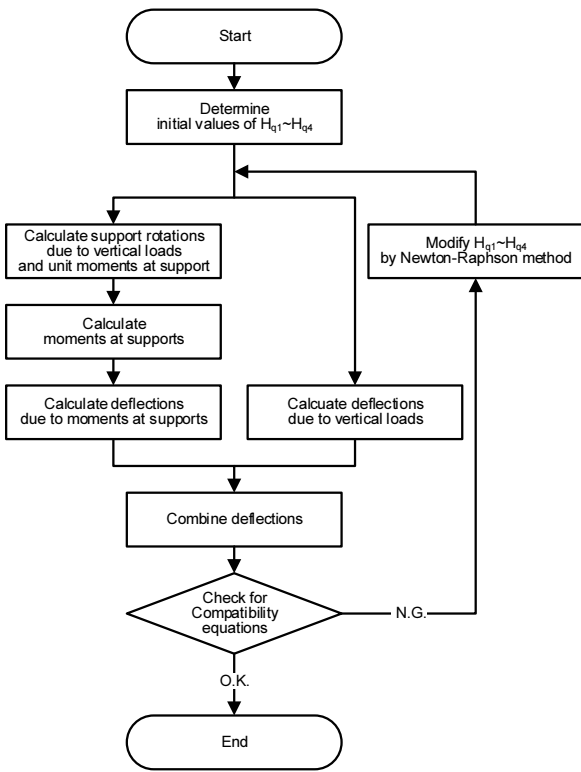 Start
Determine
initial values of Hq1~Hq4
Calculate support rotations
due to vertical loads
and unit moments at support
Modify Hq1~Hq4
by Newton-Raphson method
Calculate
moments at supports
Calculate deflections
due to moments at supports
Calcuate deflections
due to vertical loads
Combine deflections
Check for
Compatibility
equations
N.G.
O.K.
End